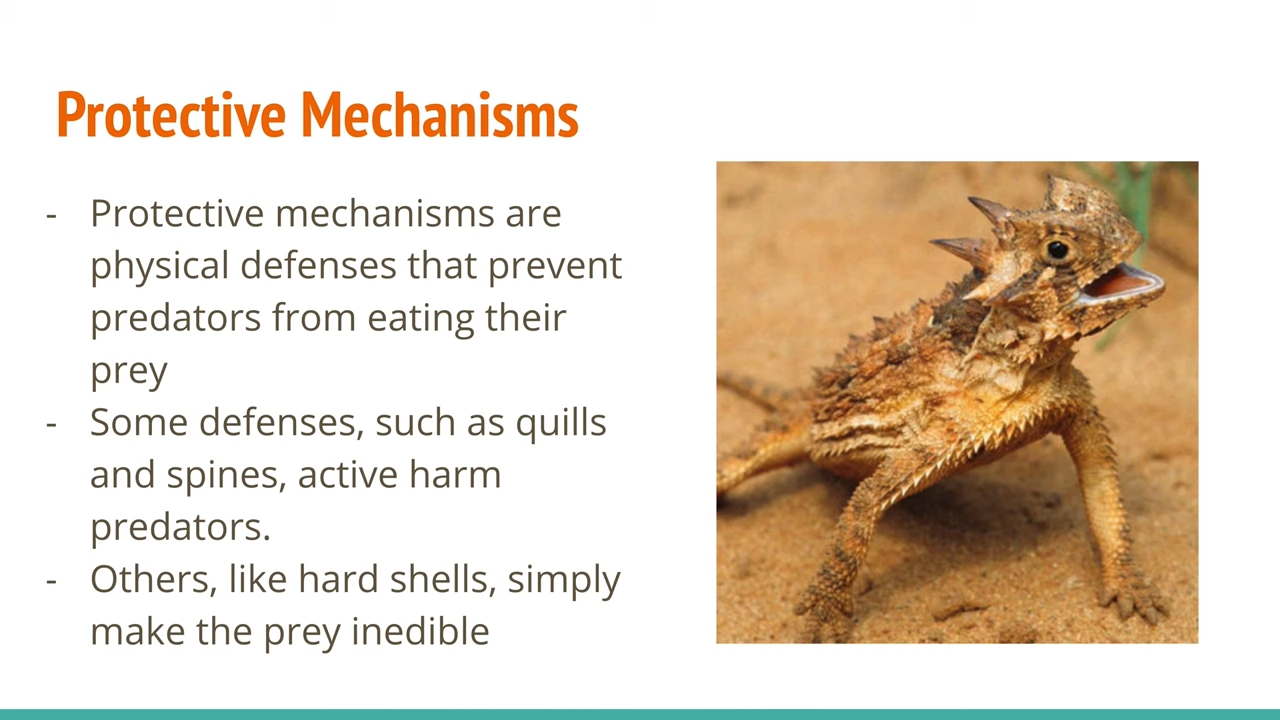 Protective Mechanisms
- Protective mechanisms are
physical defenses that prevent
predators from eating their
prey
- Some defenses, such as quills
and spines, active harm
predators.
- Others, like hard shells, simply
make the prey inedible